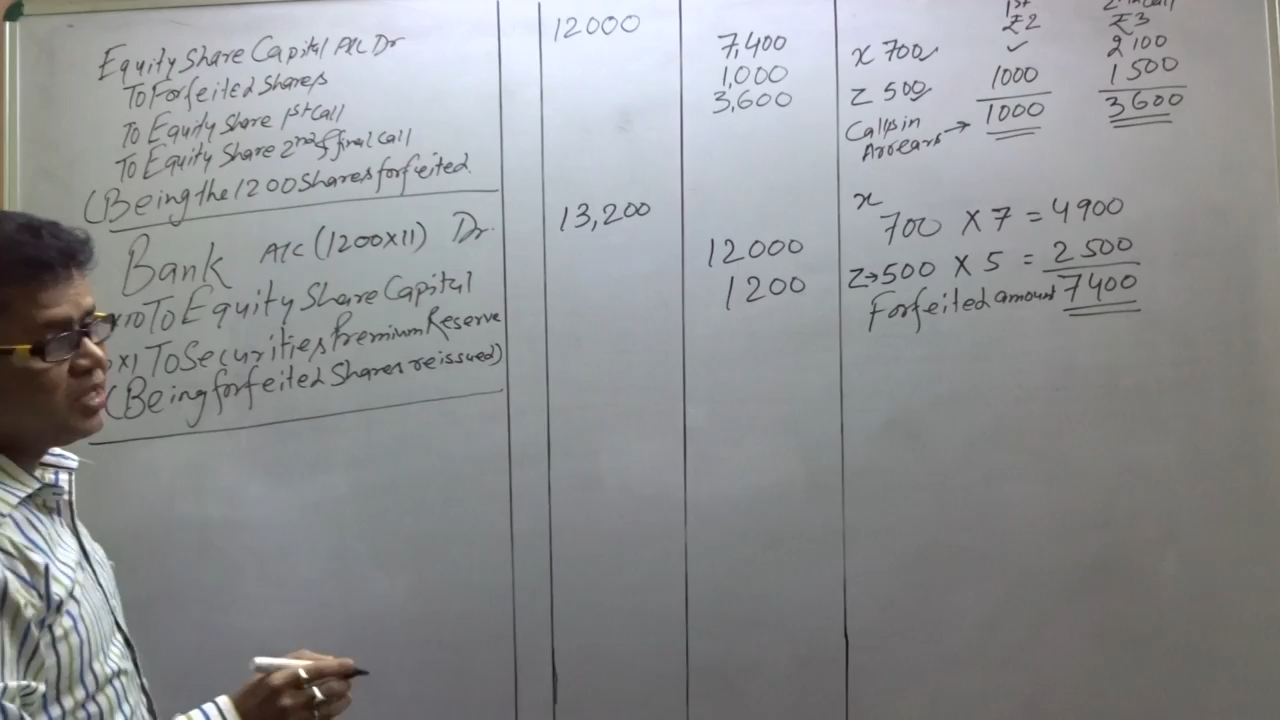 Equity Share Capital A/c Dr 12000
To Forfeited Shares 7,400
To Equity Share 1st Call 1,000
To Equity Share 2nd & final Call 3,600
(Being the 1200 Shares forfeited.
Bank A/C (1200x11) Dr. 13,200
x10 To Equity Share Capital 12000
x1 To Securities Premium Reserve 1200
(Being forfeited Shares reissued)
1st
₹2 ₹3
x 700 ✓ 2100
Z 500 1000 1500
Calls in Arrears → 1000 3600
x
700 x 7 = 4900
Z→500 x 5 = 2500
Forfeited amount 7400